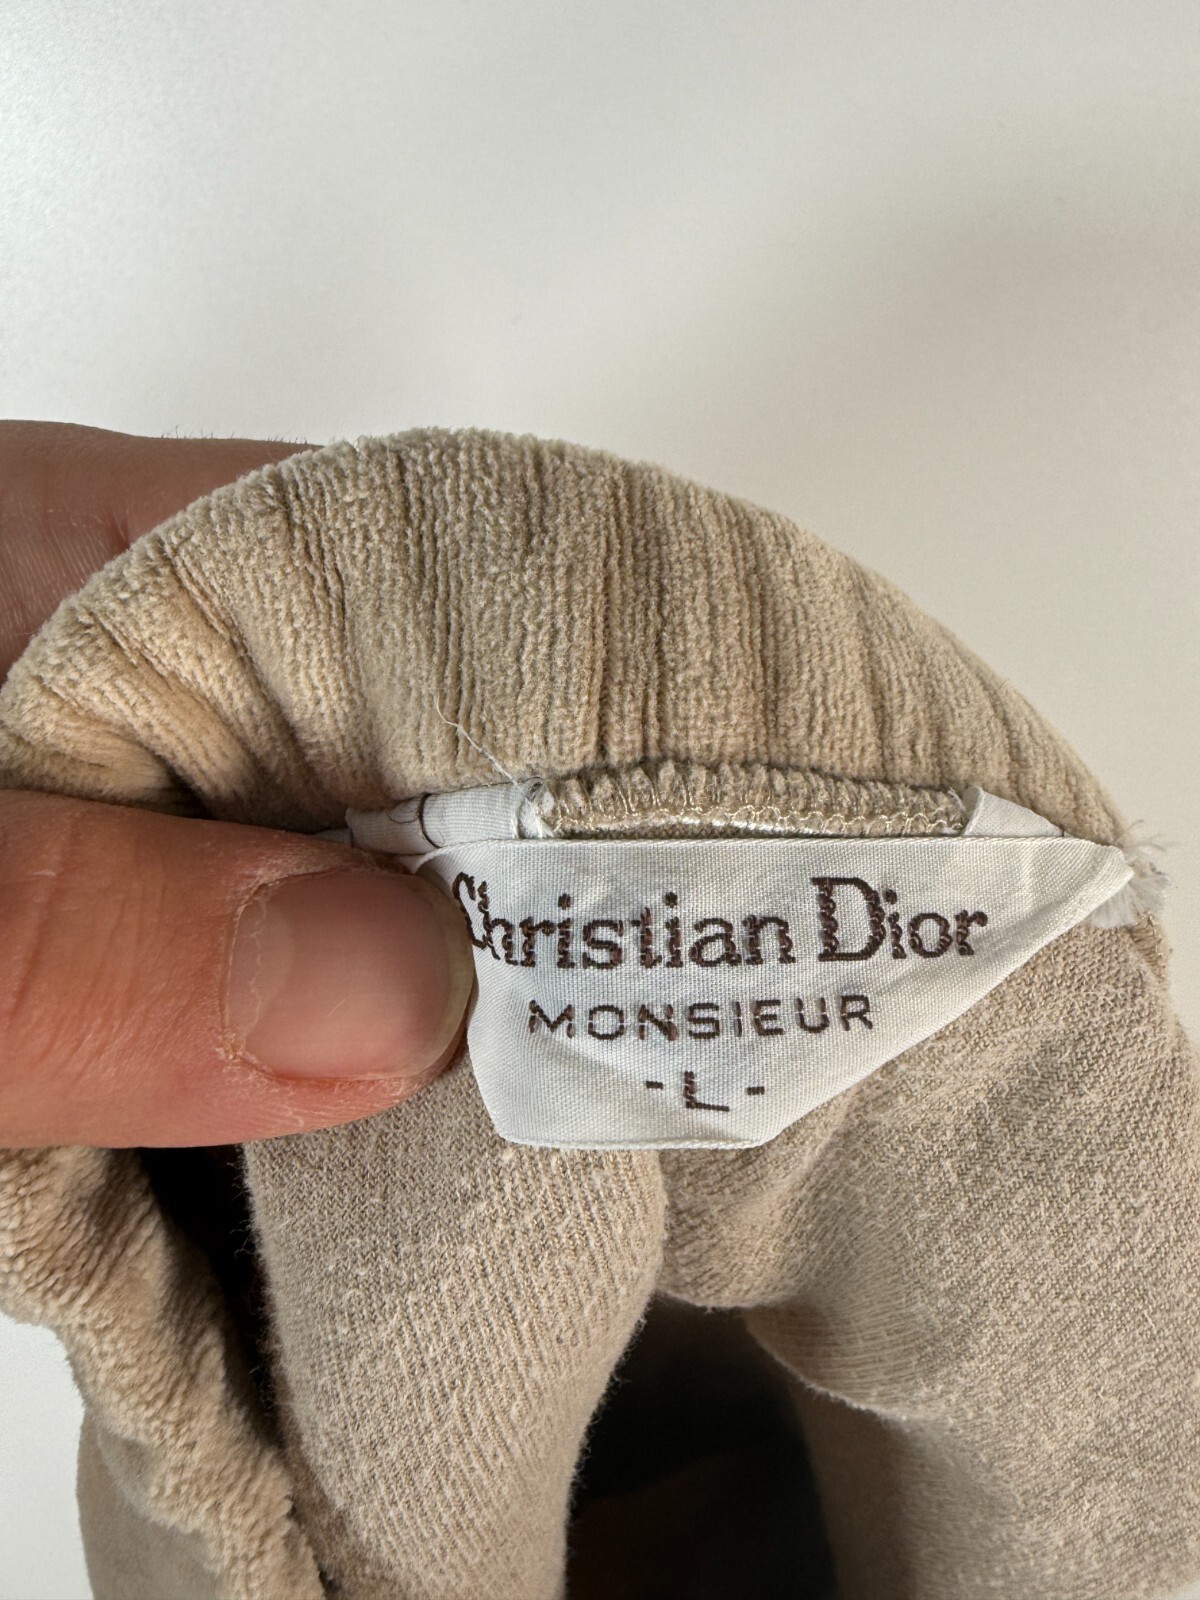 Christian Dior
MONSIEUR
-L-